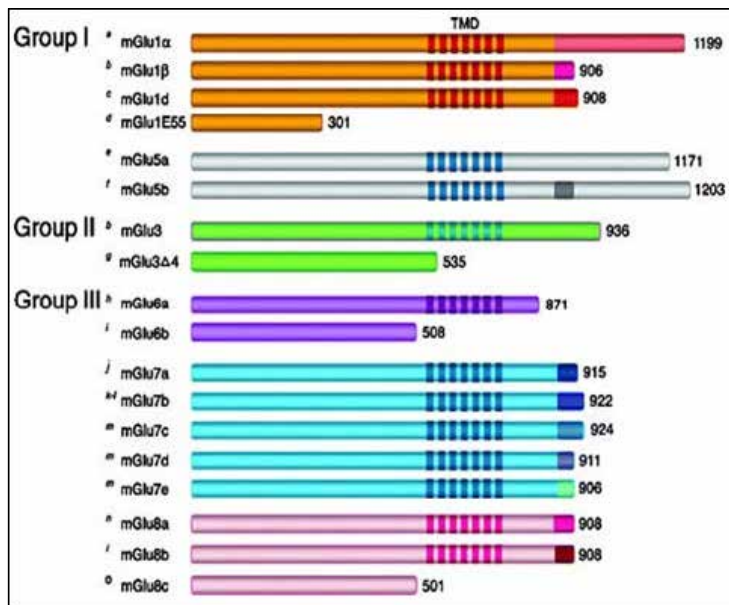 TMD
Group I a mGlu1α 1199
b mGlu1β 906
c mGlu1d 908
d mGlu1E55 301
e mGlu5a 1171
f mGlu5b 1203
Group II b mGlu3 936
g mGlu3Δ4 535
Group III h mGlu6a 871
i mGlu6b 508
j mGlu7a 915
k-l mGlu7b 922
m mGlu7c 924
m mGlu7d 911
m mGlu7e 906
n mGlu8a 908
i mGlu8b 908
o mGlu8c 501